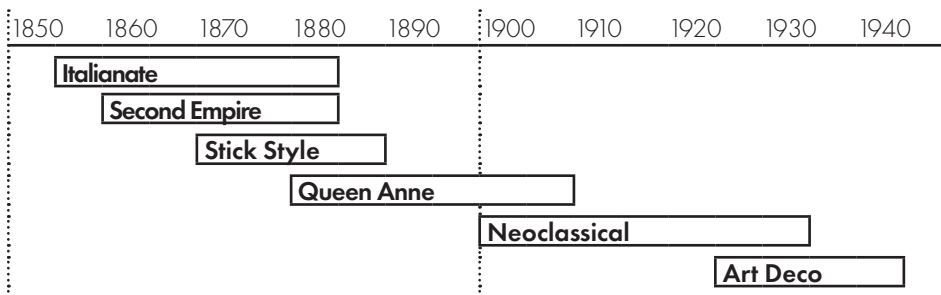 1850 1860 1870 1880 1890 1900 1910 1920 1930 1940
Italianate
Second Empire
Stick Style
Queen Anne
Neoclassical
Art Deco